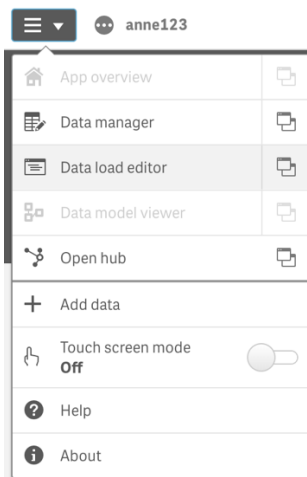 anne123
App overview
Data manager
Data load editor
Data model viewer
Open hub
Add data
Touch screen mode
Off
Help
About